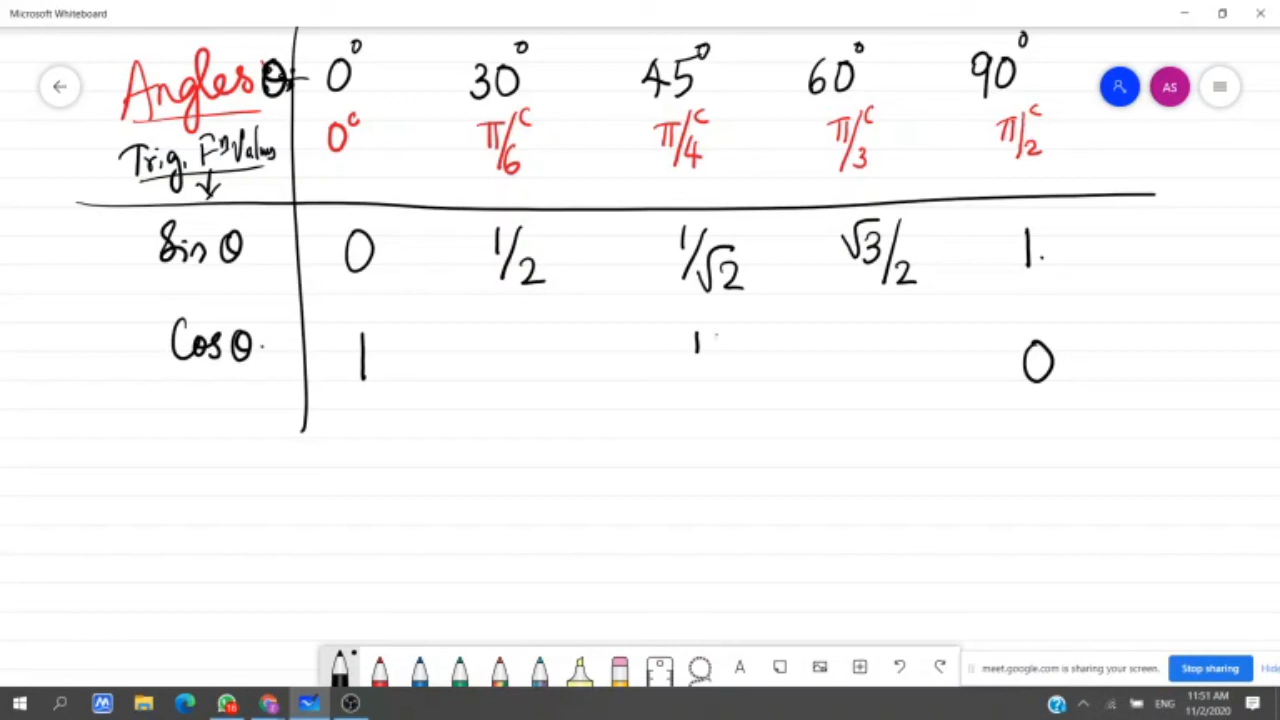 Microsoft Whiteboard
Angles θ→ 0° 30° 45° 60° 90°
0ᶜ π/6ᶜ π/4ᶜ π/3ᶜ π/2ᶜ
Trig. Fⁿ Values
↓
Sin θ 0 1/2 1/√2 √3/2 1.
Cos θ. 1 1 0
AS
A
meet.google.com is sharing your screen. Stop sharing Hide
ENG
11:51 AM
11/2/2020